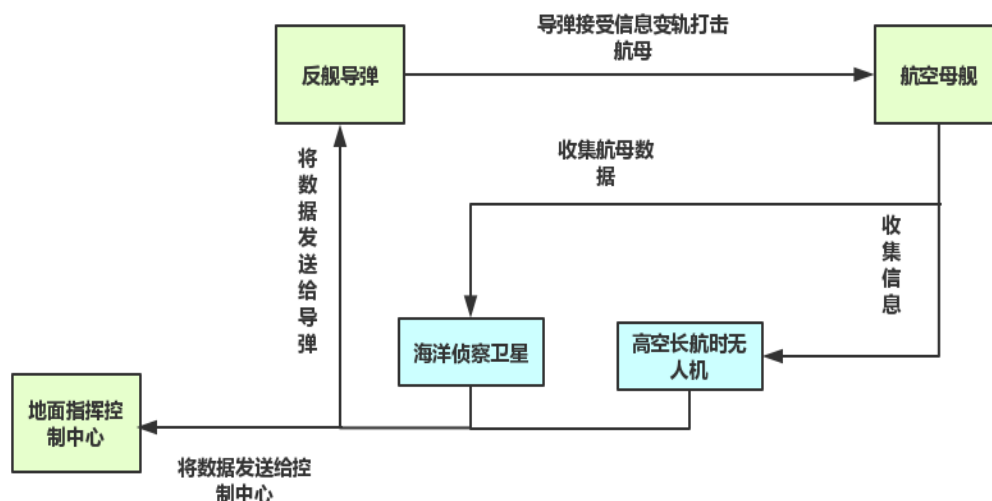 导弹接受信息变轨打击
航母
反舰导弹
航空母舰
收集航母数
据
将
数
据
发
送
给
导
弹
收
集
信
息
海洋侦察卫星
高空长航时无
人机
地面指挥控
制中心
将数据发送给控
制中心